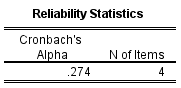 Reliability Statistics
Cronbach's
Alpha N of Items
.274 4